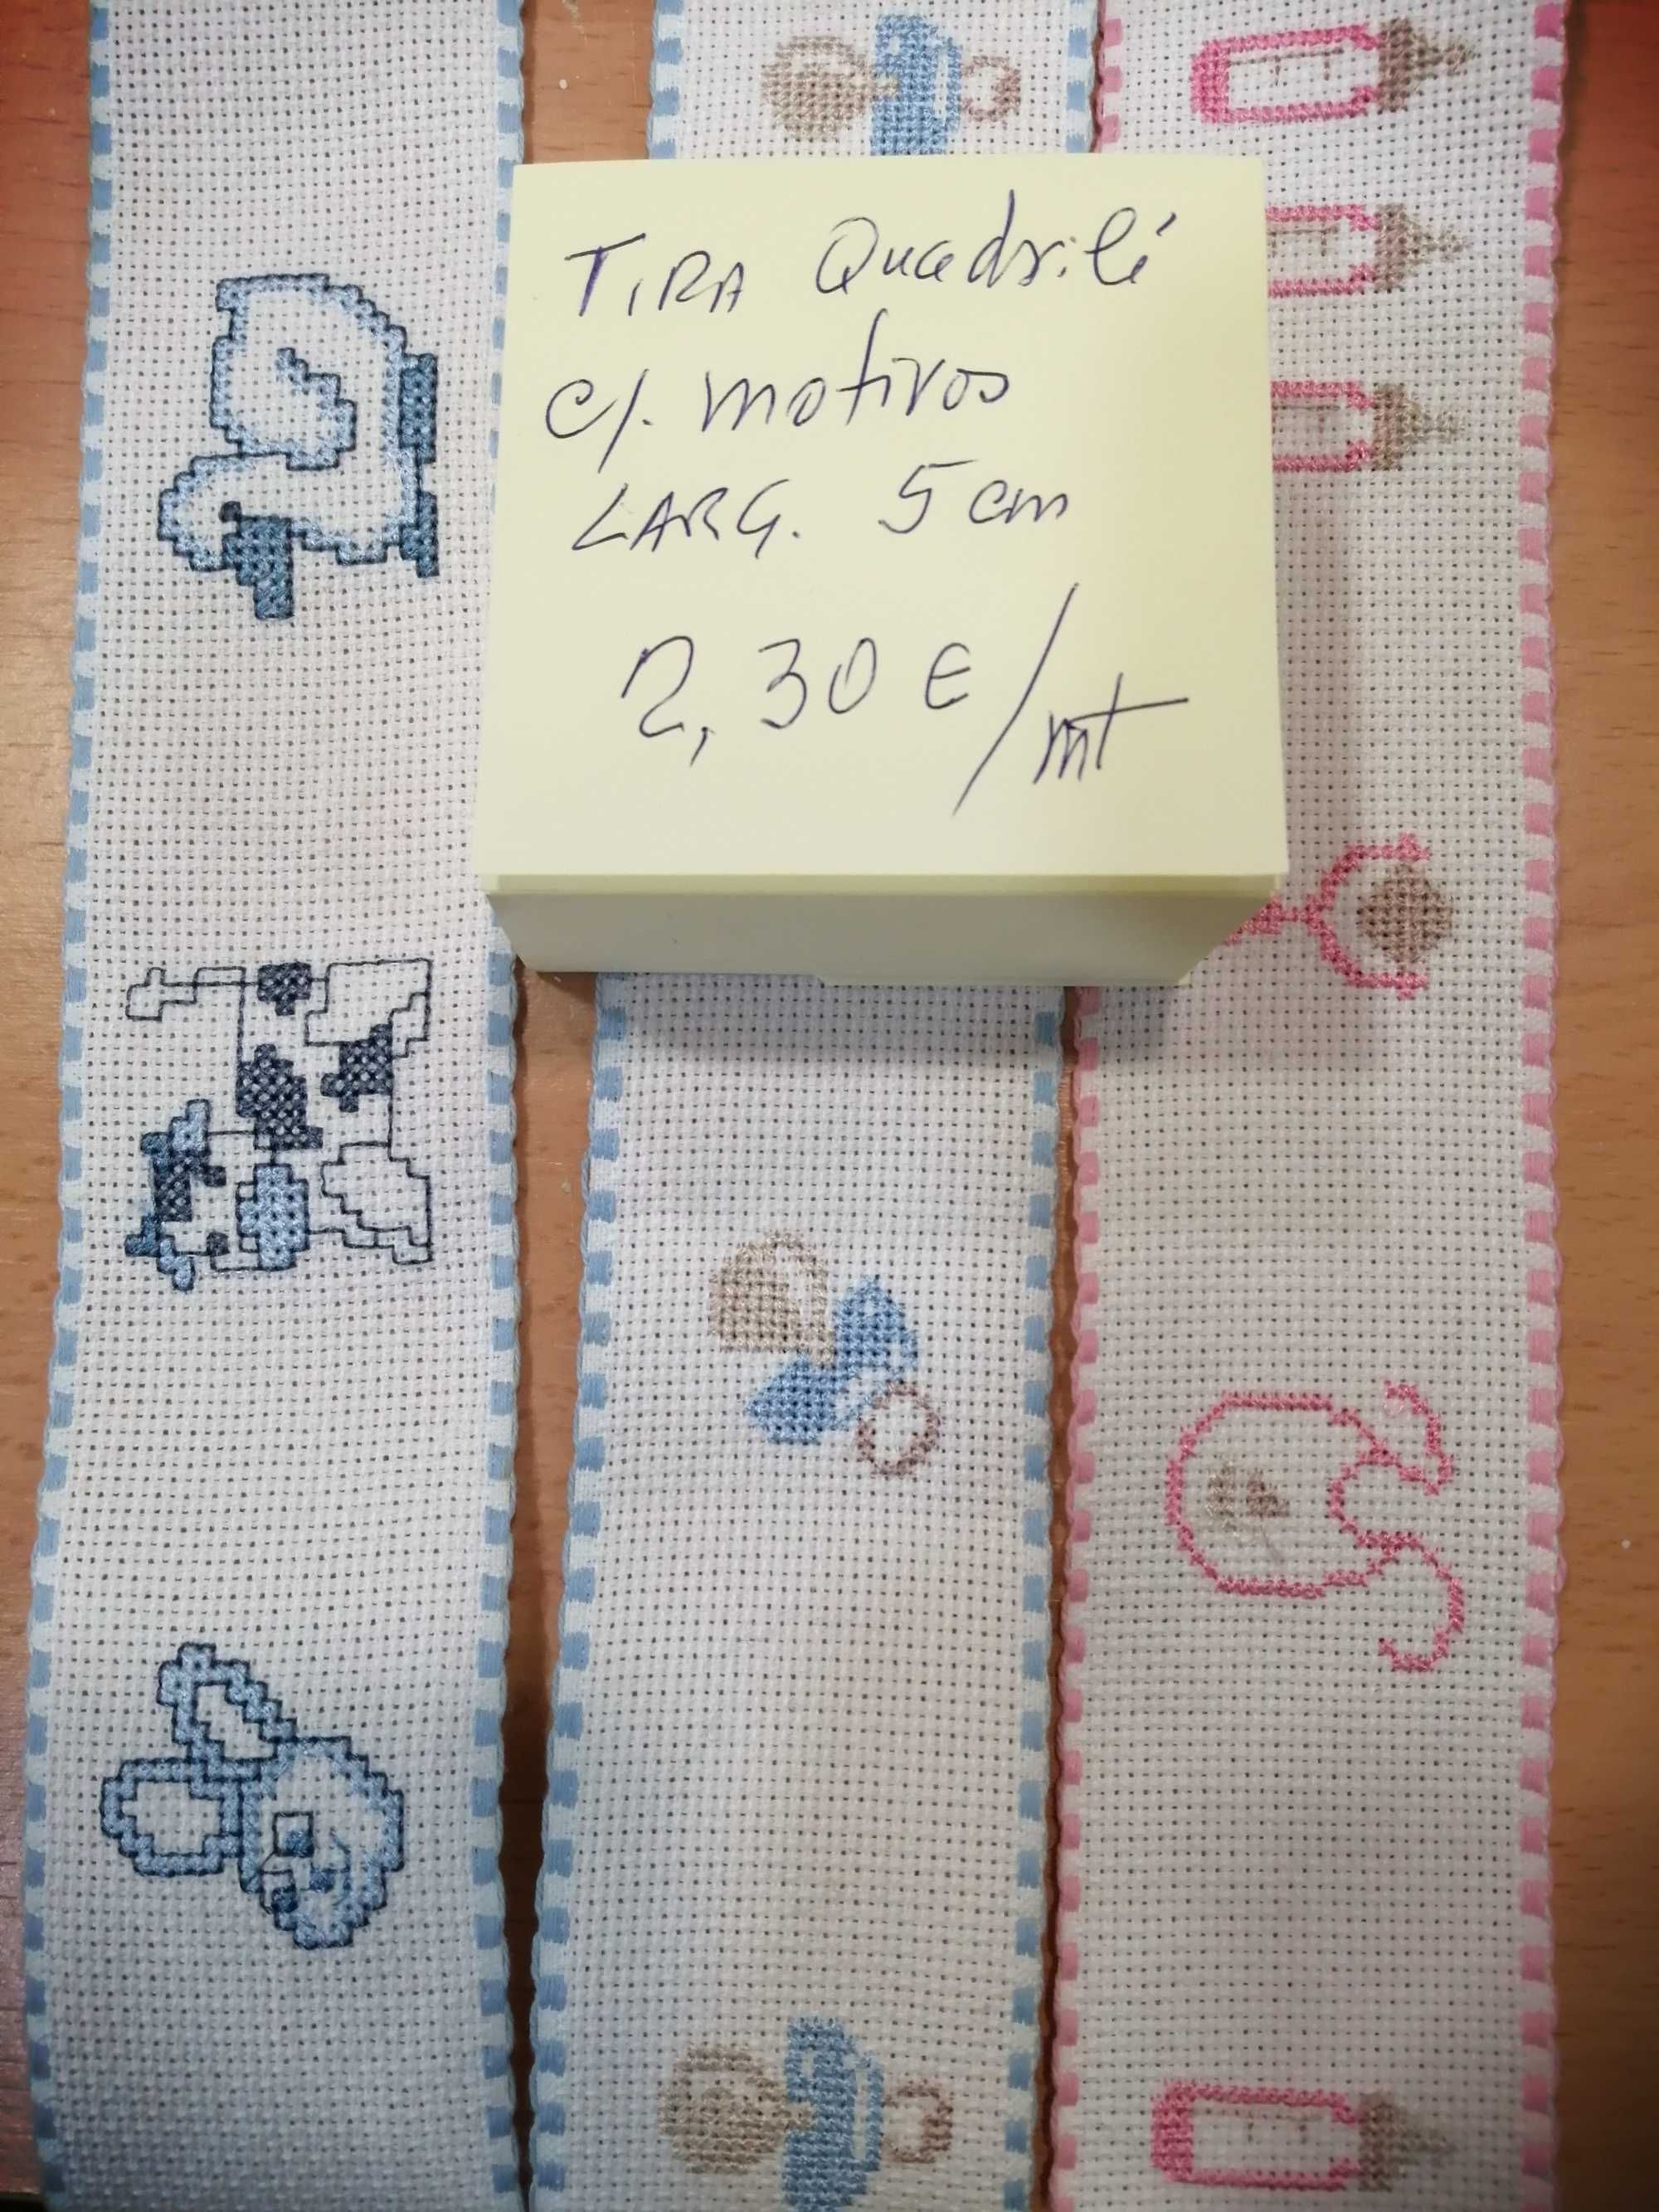 TIRA Quadrilé
c/. motivos
LARG. 5 cm
2,30 €/mt